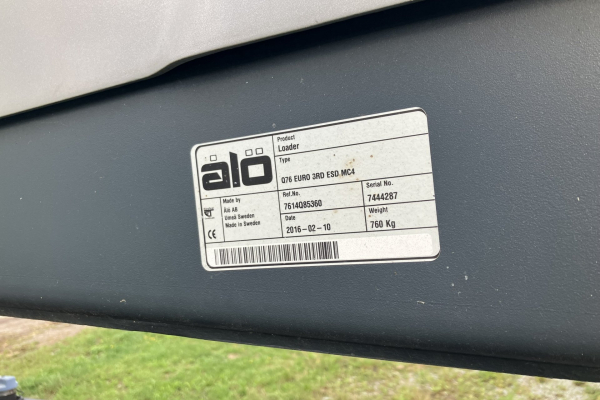 älö
Product
Loader
Type
Q76 EURO 3RD ESD MC4
Made by
Ålö AB
Umeå Sweden
Made in Sweden
CE
Ref.No.
7614Q85360
Serial No.
7444287
Date
2016-02-10
Weight
760 Kg